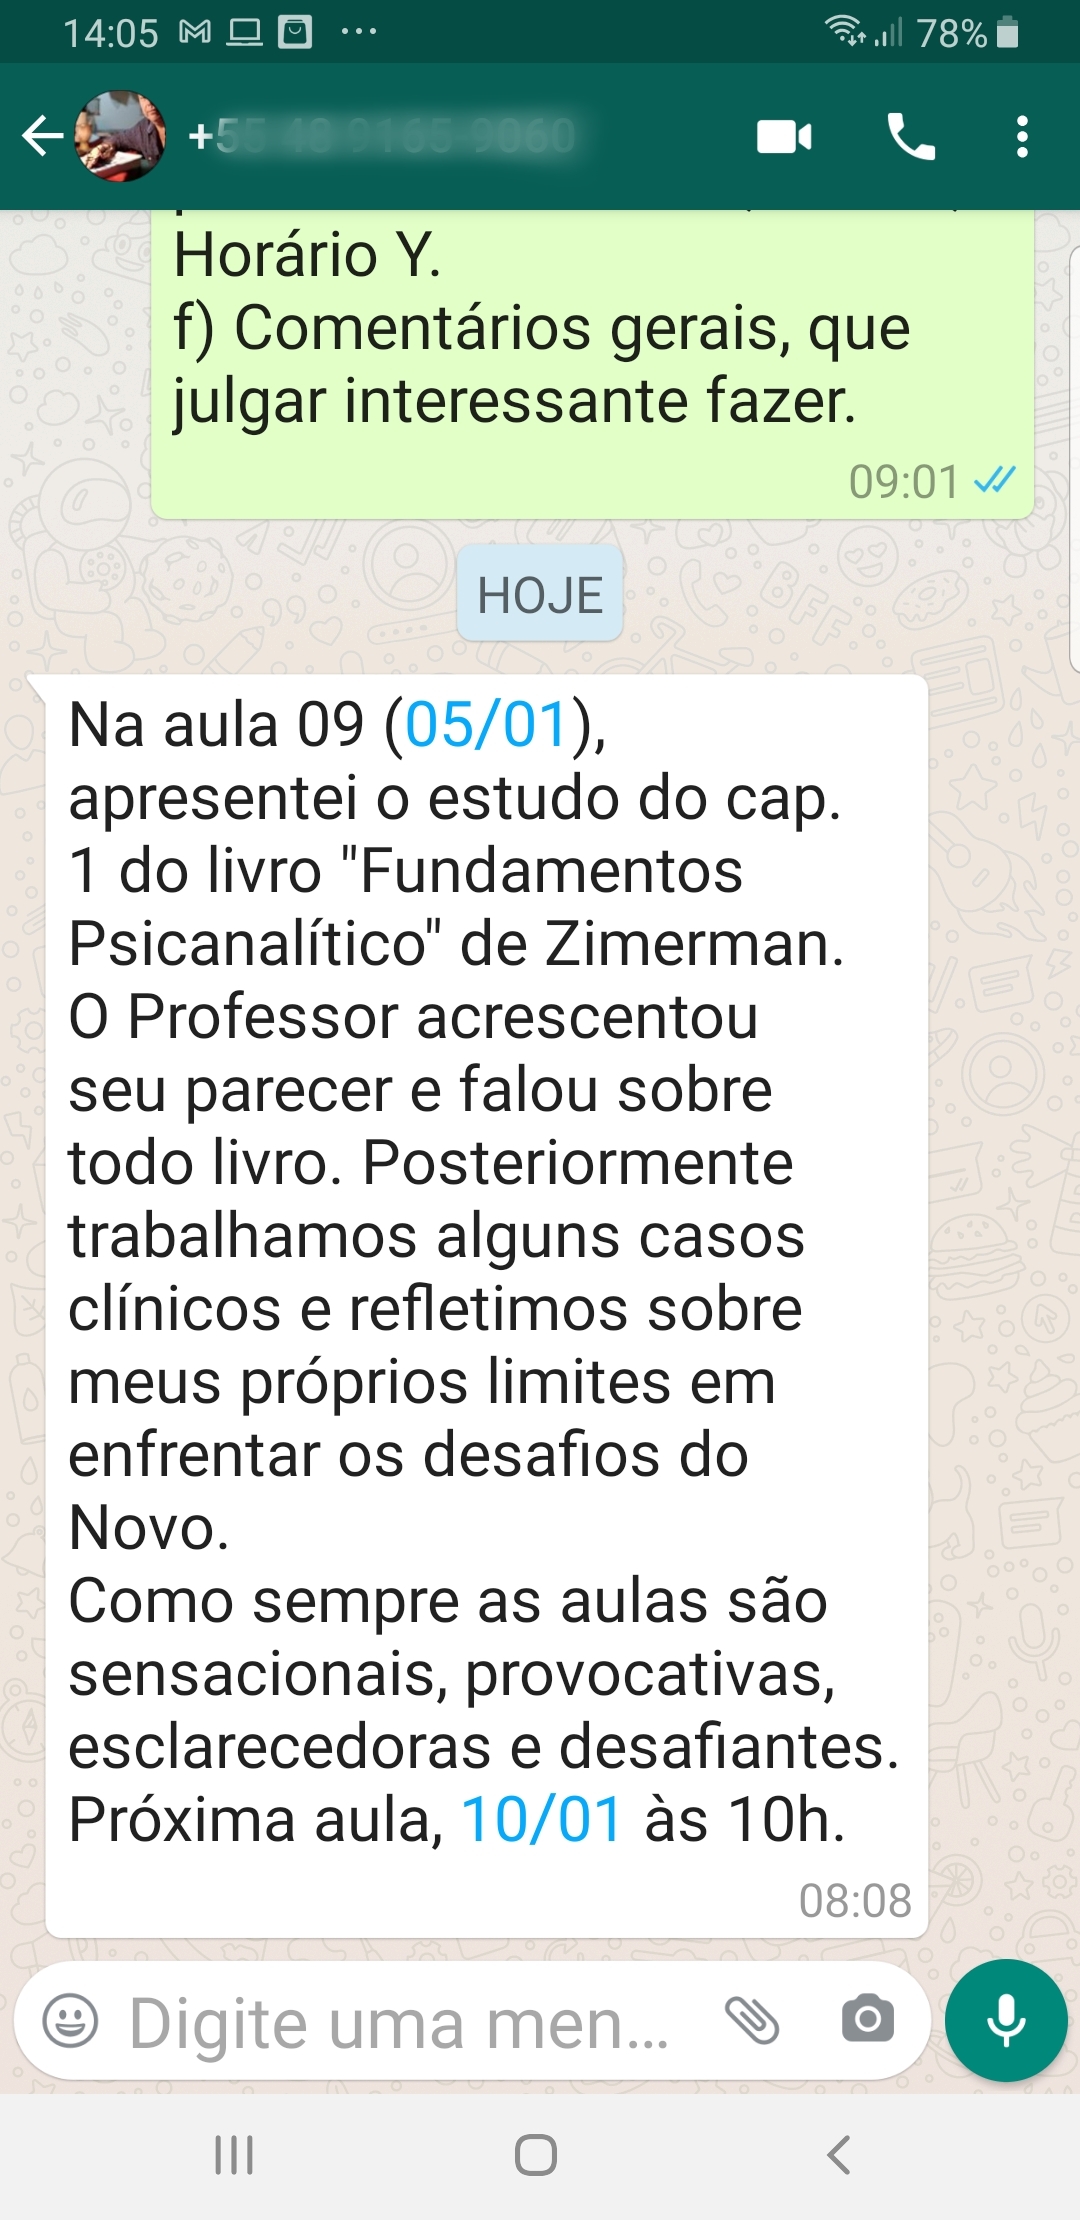 14:05
78%
Horário Y.
f) Comentários gerais, que
julgar interessante fazer.
09:01
HOJE
Na aula 09 (05/01),
apresentei o estudo do cap.
1 do livro "Fundamentos
Psicanalítico" de Zimerman.
O Professor acrescentou
seu parecer e falou sobre
todo livro. Posteriormente
trabalhamos alguns casos
clínicos e refletimos sobre
meus próprios limites em
enfrentar os desafios do
Novo.
Como sempre as aulas são
sensacionais, provocativas,
esclarecedoras e desafiantes.
Próxima aula, 10/01 às 10h.
08:08
Digite uma men...